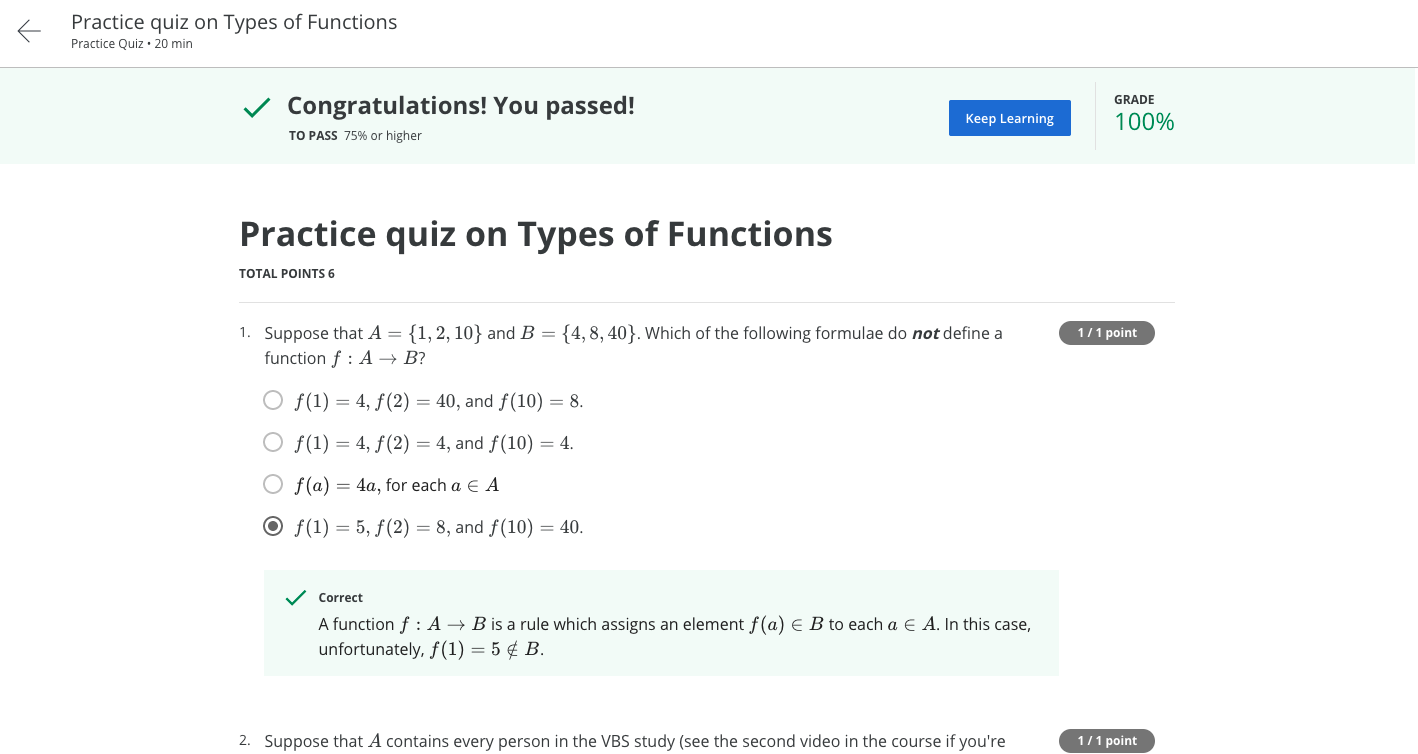 Practice quiz on Types of Functions
Practice Quiz • 20 min
Congratulations! You passed!
TO PASS 75% or higher
Keep Learning
GRADE
100%
Practice quiz on Types of Functions
TOTAL POINTS 6
1. Suppose that A = {1, 2, 10} and B = {4, 8, 40}. Which of the following formulae do not define a
function f : A → B?
1 / 1 point
f(1) = 4, f(2) = 40, and f(10) = 8.
f(1) = 4, f(2) = 4, and f(10) = 4.
f(a) = 4a, for each a ∈ A
f(1) = 5, f(2) = 8, and f(10) = 40.
Correct
A function f : A → B is a rule which assigns an element f(a) ∈ B to each a ∈ A. In this case,
unfortunately, f(1) = 5 ∉ B.
2. Suppose that A contains every person in the VBS study (see the second video in the course if you're
1 / 1 point